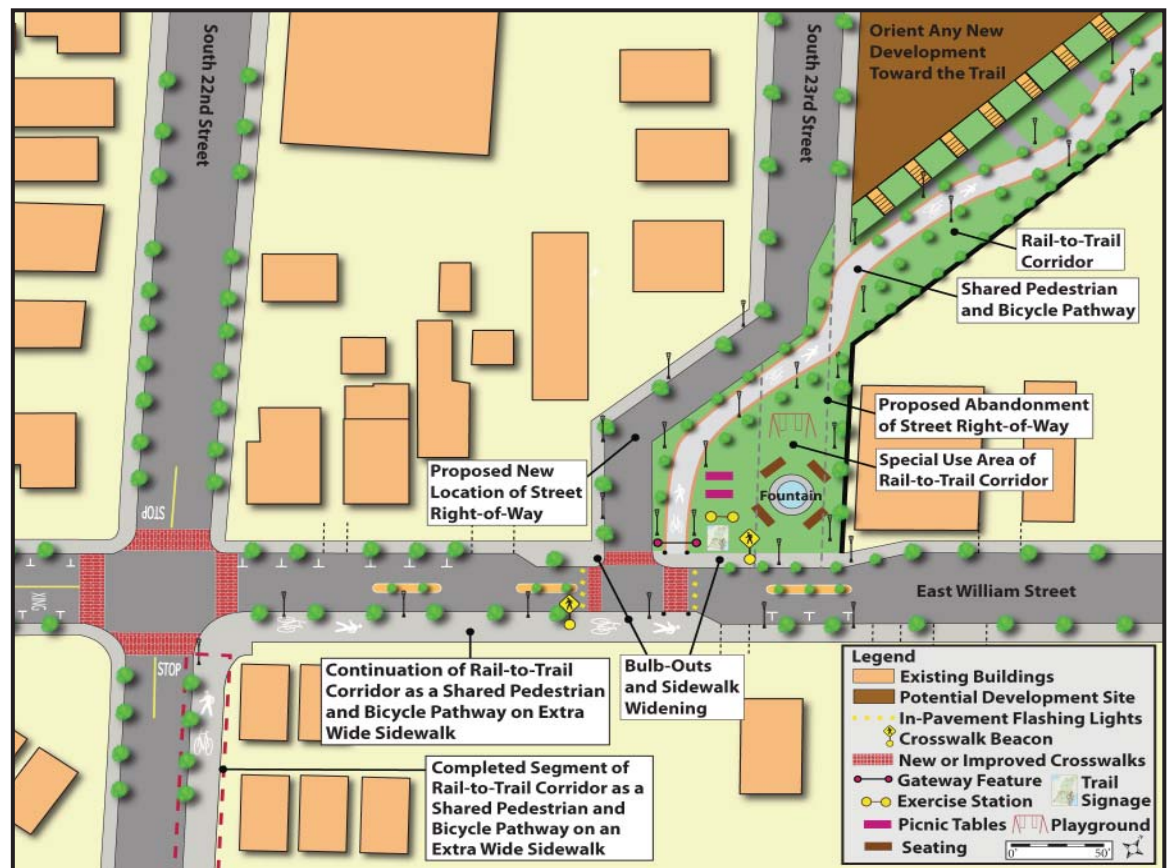 South 22nd Street
South 23rd Street
Orient Any New
Development
Toward the Trail
Rail-to-Trail
Corridor
Shared Pedestrian
and Bicycle Pathway
Proposed Abandonment
of Street Right-of-Way
Special Use Area of
Rail-to-Trail Corridor
Proposed New
Location of Street
Right-of-Way
Fountain
STOP
XING
East William Street
STOP
Continuation of Rail-to-Trail
Corridor as a Shared Pedestrian
and Bicycle Pathway on Extra
Wide Sidewalk
Bulb-Outs
and Sidewalk
Widening
Completed Segment of
Rail-to-Trail Corridor as a
Shared Pedestrian and
Bicycle Pathway on an
Extra Wide Sidewalk
Legend
Existing Buildings
Potential Development Site
In-Pavement Flashing Lights
Crosswalk Beacon
New or Improved Crosswalks
Gateway Feature
Trail
Signage
Exercise Station
Picnic Tables
Playground
Seating
0' 50'